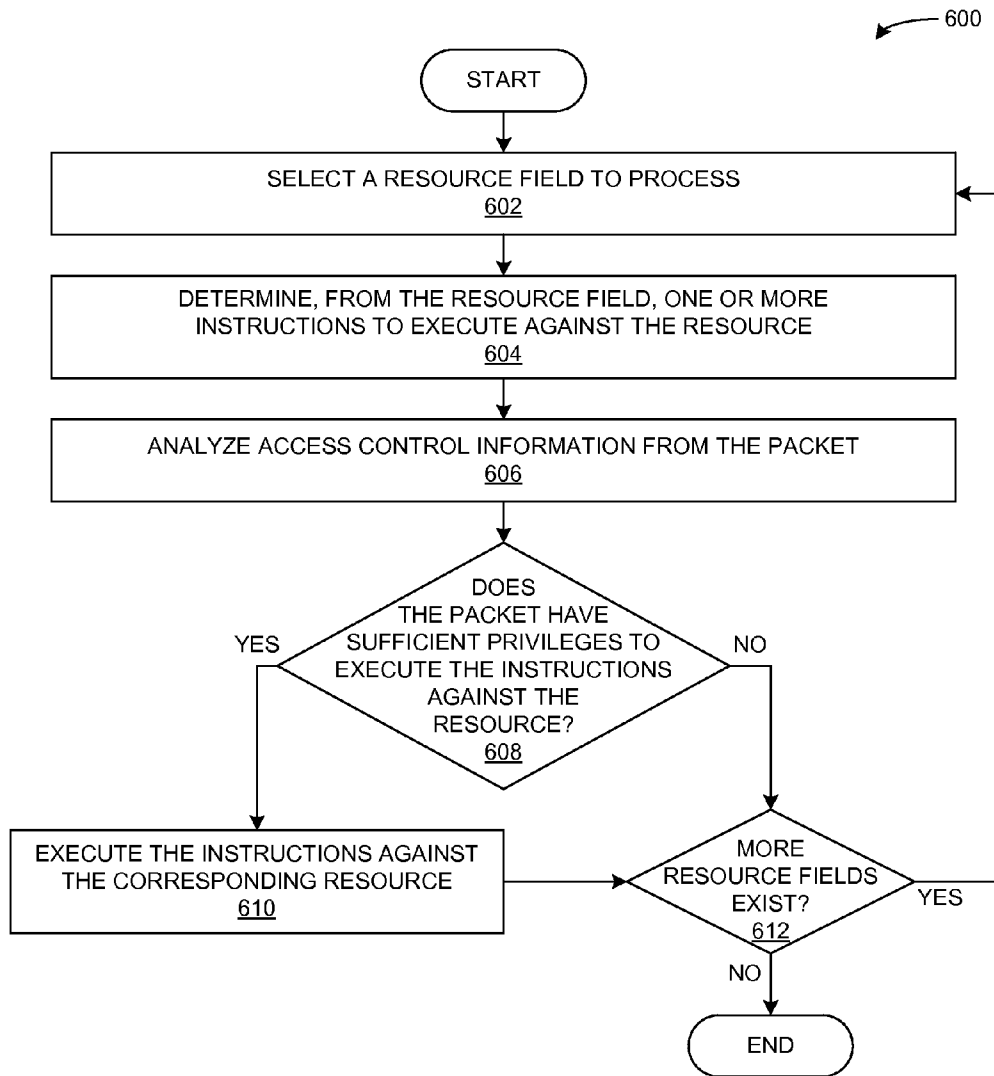 600
START
SELECT A RESOURCE FIELD TO PROCESS
602
DETERMINE, FROM THE RESOURCE FIELD, ONE OR MORE
INSTRUCTIONS TO EXECUTE AGAINST THE RESOURCE
604
ANALYZE ACCESS CONTROL INFORMATION FROM THE PACKET
606
DOES
THE PACKET HAVE
SUFFICIENT PRIVILEGES TO
EXECUTE THE INSTRUCTIONS
AGAINST THE
RESOURCE?
608
YES
NO
EXECUTE THE INSTRUCTIONS AGAINST
THE CORRESPONDING RESOURCE
610
MORE
RESOURCE FIELDS
EXIST?
612
YES
NO
END